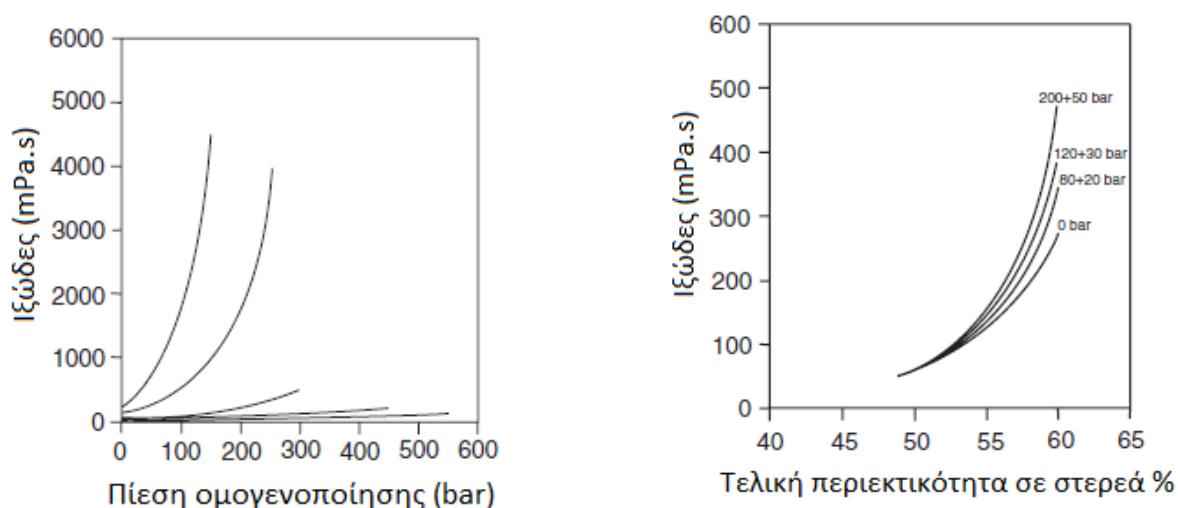 6000
5000
4000
3000
2000
1000
0
0 100 200 300 400 500 600
Ιξώδες (mPa.s)
Πίεση ομογενοποίησης (bar)
600
500
400
300
200
100
0
40 45 50 55 60 65
Ιξώδες (mPa.s)
200+50 bar
120+30 bar
80+20 bar
0 bar
Τελική περιεκτικότητα σε στερεά %